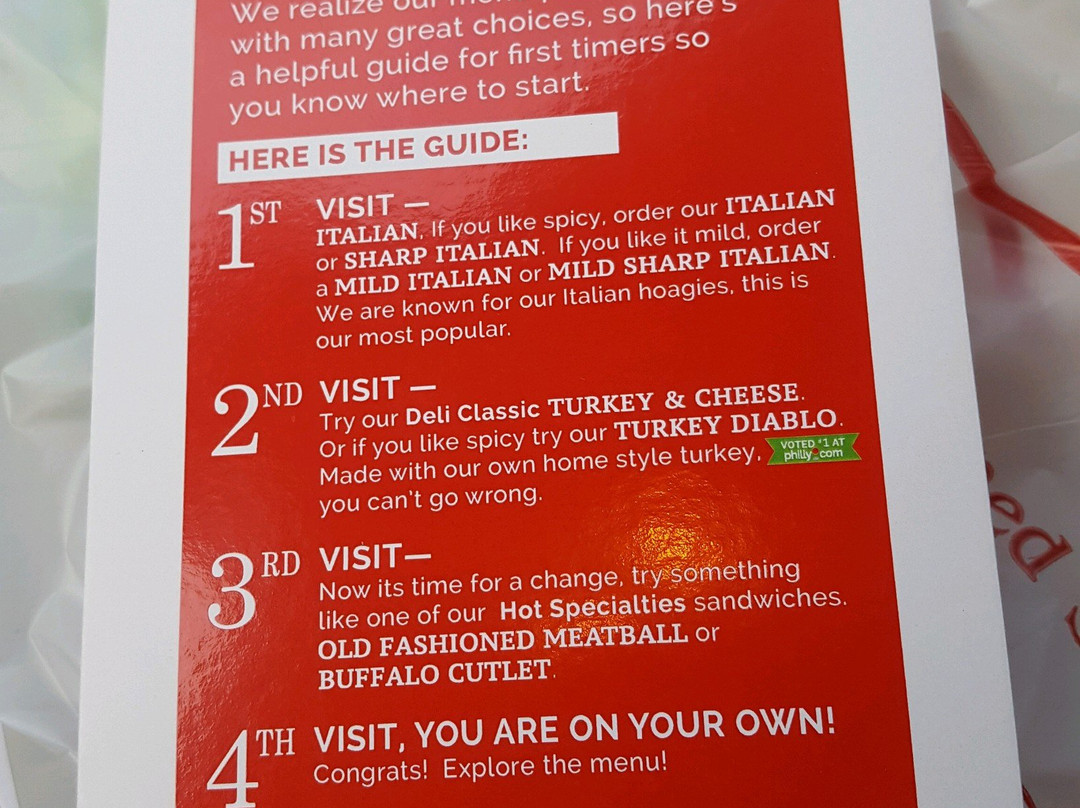 We realize our
with many great choices, so here's
a helpful guide for first timers so
you know where to start.
HERE IS THE GUIDE:
1ST VISIT —
ITALIAN, If you like spicy, order our ITALIAN
or SHARP ITALIAN. If you like it mild, order
a MILD ITALIAN or MILD SHARP ITALIAN.
We are known for our Italian hoagies, this is
our most popular.
2ND VISIT —
Try our Deli Classic TURKEY & CHEESE.
Or if you like spicy try our TURKEY DIABLO.
Made with our own home style turkey,
VOTED #1 AT
philly.com
you can't go wrong.
3RD VISIT—
Now its time for a change, try something
like one of our Hot Specialties sandwiches.
OLD FASHIONED MEATBALL or
BUFFALO CUTLET.
4TH VISIT, YOU ARE ON YOUR OWN!
Congrats! Explore the menu!